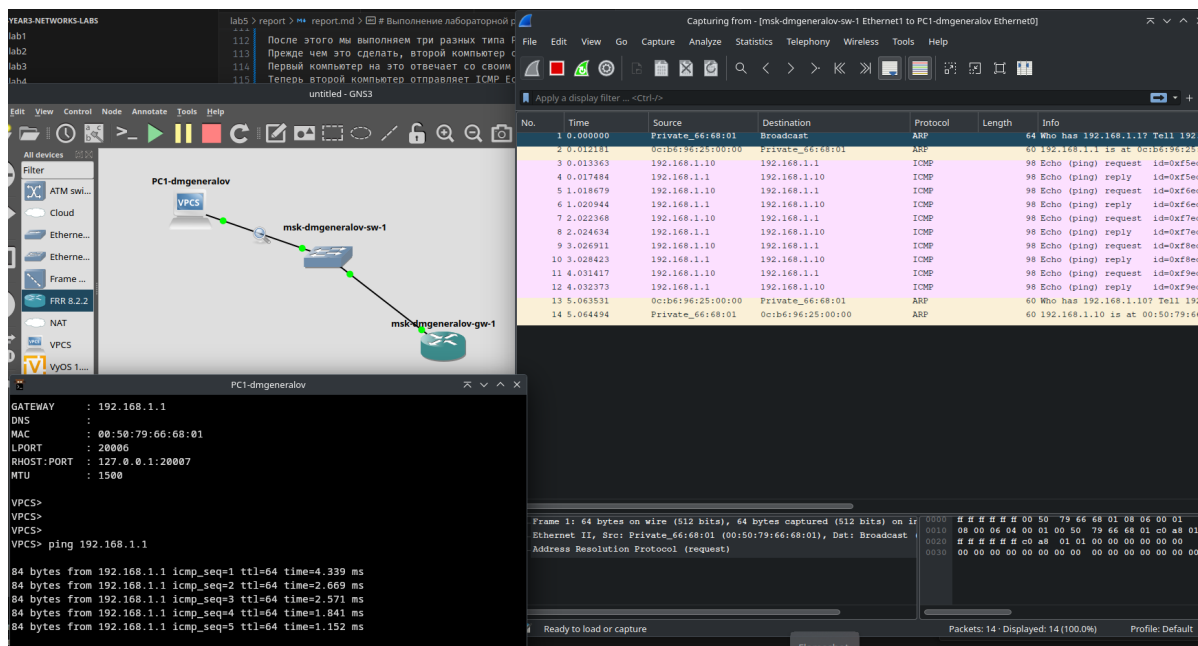 YEAR3-NETWORKS-LABS
lab1
lab2
lab3
lab4
lab5 > report > report.md > # Выполнение лабораторной р
112 После этого мы выполняем три разных типа
113 Прежде чем это сделать, второй компьютер с
114 Первый компьютер на это отвечает со своим
115 Теперь второй компьютер отправляет ICMP Ec
untitled - GNS3
Edit View Control Node Annotate Tools Help
All devices
Filter
ATM swi...
Cloud
Etherne...
Etherne...
Frame ...
FRR 8.2.2
NAT
VPCS
VyOS 1....
PC1-dmgeneralov
VPCS
msk-dmgeneralov-sw-1
msk-dmgeneralov-gw-1
PC1-dmgeneralov
GATEWAY : 192.168.1.1
DNS :
MAC : 00:50:79:66:68:01
LPORT : 20006
RHOST:PORT : 127.0.0.1:20007
MTU : 1500
VPCS>
VPCS>
VPCS>
VPCS> ping 192.168.1.1
84 bytes from 192.168.1.1 icmp_seq=1 ttl=64 time=4.339 ms
84 bytes from 192.168.1.1 icmp_seq=2 ttl=64 time=2.669 ms
84 bytes from 192.168.1.1 icmp_seq=3 ttl=64 time=2.571 ms
84 bytes from 192.168.1.1 icmp_seq=4 ttl=64 time=1.841 ms
84 bytes from 192.168.1.1 icmp_seq=5 ttl=64 time=1.152 ms
Capturing from - [msk-dmgeneralov-sw-1 Ethernet1 to PC1-dmgeneralov Ethernet0]
File Edit View Go Capture Analyze Statistics Telephony Wireless Tools Help
Apply a display filter ... <Ctrl-/>
No. Time Source Destination Protocol Length Info
1 0.000000 Private_66:68:01 Broadcast ARP 64 Who has 192.168.1.1? Tell 192
2 0.012181 0c:b6:96:25:00:00 Private_66:68:01 ARP 60 192.168.1.1 is at 0c:b6:96:25
3 0.013363 192.168.1.10 192.168.1.1 ICMP 98 Echo (ping) request id=0xf5ec
4 0.017484 192.168.1.1 192.168.1.10 ICMP 98 Echo (ping) reply id=0xf5ec
5 1.018679 192.168.1.10 192.168.1.1 ICMP 98 Echo (ping) request id=0xf6ec
6 1.020944 192.168.1.1 192.168.1.10 ICMP 98 Echo (ping) reply id=0xf6ec
7 2.022368 192.168.1.10 192.168.1.1 ICMP 98 Echo (ping) request id=0xf7ec
8 2.024634 192.168.1.1 192.168.1.10 ICMP 98 Echo (ping) reply id=0xf7ec
9 3.026911 192.168.1.10 192.168.1.1 ICMP 98 Echo (ping) request id=0xf8ec
10 3.028423 192.168.1.1 192.168.1.10 ICMP 98 Echo (ping) reply id=0xf8ec
11 4.031417 192.168.1.10 192.168.1.1 ICMP 98 Echo (ping) request id=0xf9ec
12 4.032373 192.168.1.1 192.168.1.10 ICMP 98 Echo (ping) reply id=0xf9ec
13 5.063531 0c:b6:96:25:00:00 Private_66:68:01 ARP 60 Who has 192.168.1.10? Tell 19
14 5.064494 Private_66:68:01 0c:b6:96:25:00:00 ARP 60 192.168.1.10 is at 00:50:79:66
Frame 1: 64 bytes on wire (512 bits), 64 bytes captured (512 bits) on in
Ethernet II, Src: Private_66:68:01 (00:50:79:66:68:01), Dst: Broadcast
Address Resolution Protocol (request)
0000 ff ff ff ff ff ff 00 50 79 66 68 01 08 06 00 01
0010 08 00 06 04 00 01 00 50 79 66 68 01 c0 a8 01
0020 ff ff ff ff ff ff c0 a8 01 01 00 00 00 00 00 00
0030 00 00 00 00 00 00 00 00 00 00 00 00 00 00 00 00
Ready to load or capture
Packets: 14 · Displayed: 14 (100.0%)
Profile: Default